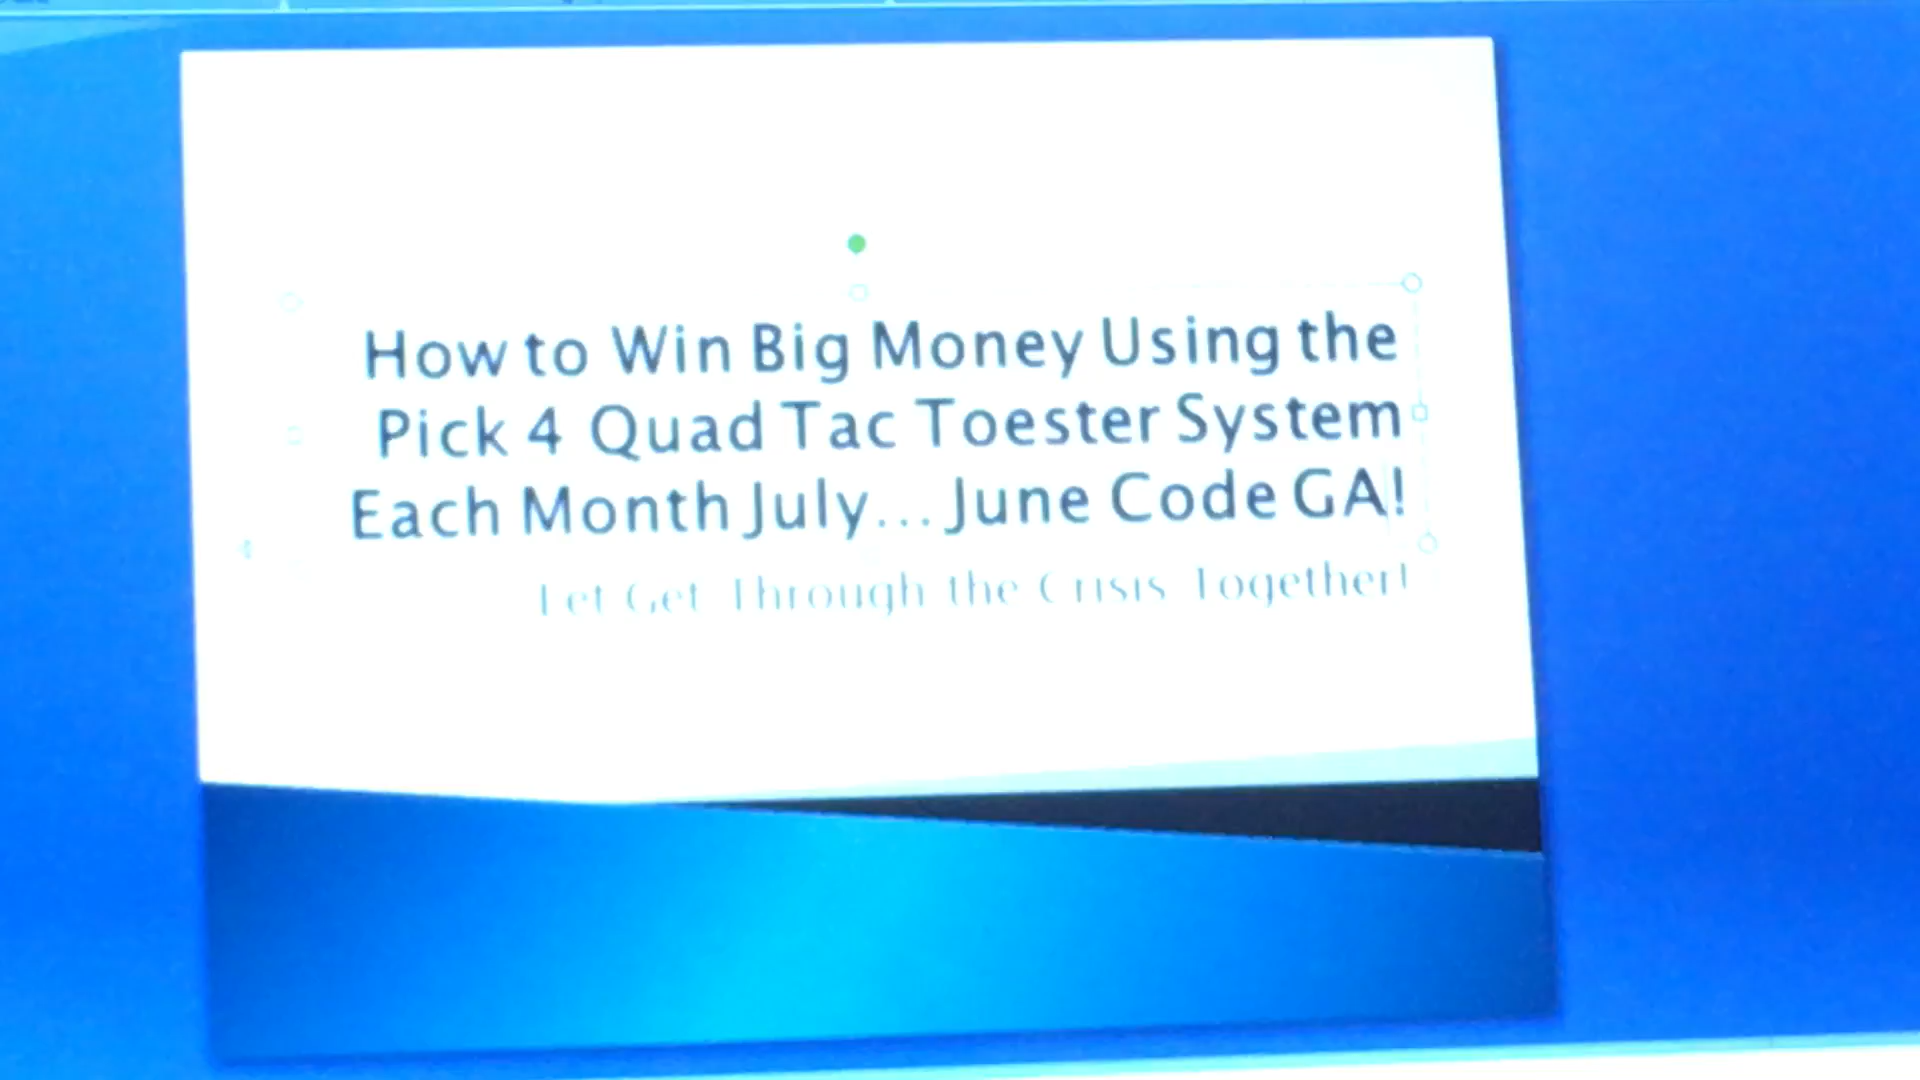 How to Win Big Money Using the
Pick 4 Quad Tac Toester System
Each Month July... June Code GA!
Let Get Through the Crisis Together!